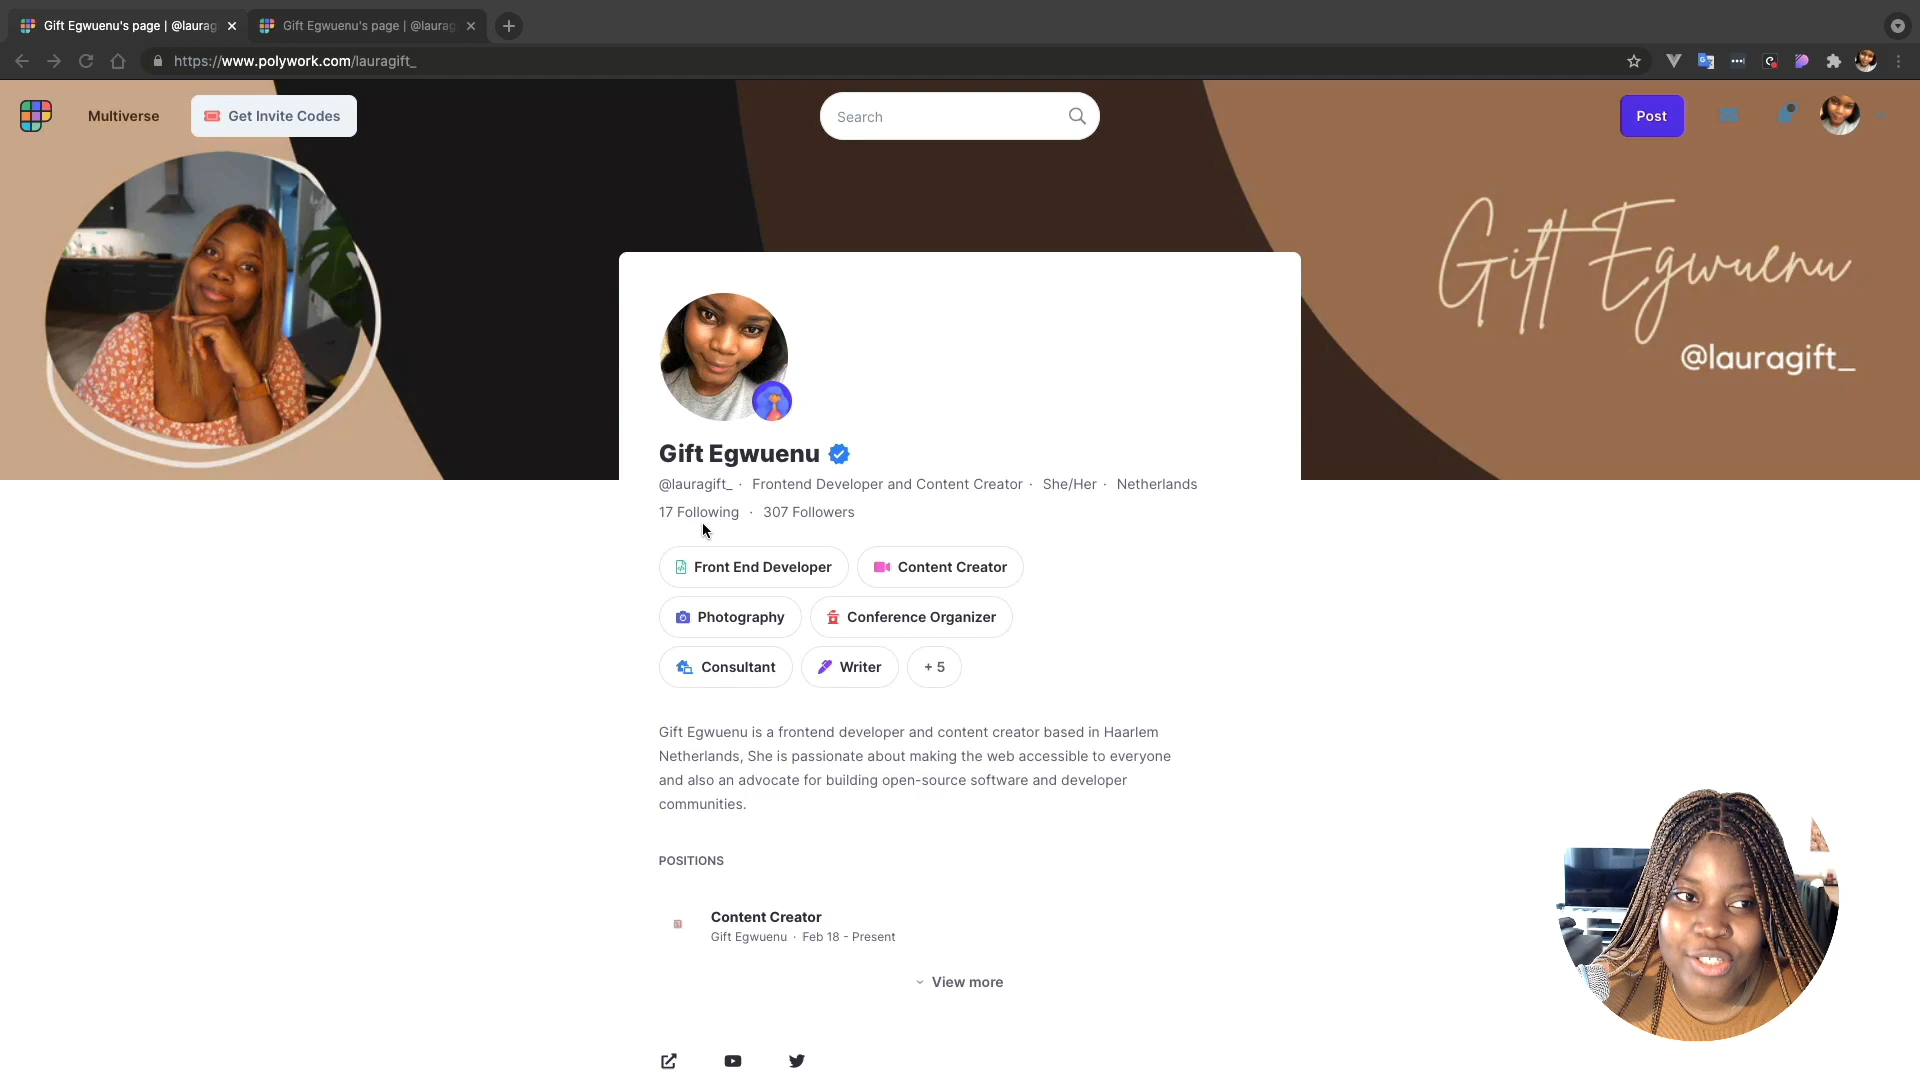 Gift Egwuenu's page | @laurag
Gift Egwuenu's page | @laurag
https://www.polywork.com/lauragift_
Multiverse
Get Invite Codes
Search
Post
Gift Egwuenu
@lauragift_
Gift Egwuenu
@lauragift_ · Frontend Developer and Content Creator · She/Her · Netherlands
17 Following · 307 Followers
Front End Developer
Content Creator
Photography
Conference Organizer
Consultant
Writer
+ 5
Gift Egwuenu is a frontend developer and content creator based in Haarlem
Netherlands, She is passionate about making the web accessible to everyone
and also an advocate for building open-source software and developer
communities.
POSITIONS
Content Creator
Gift Egwuenu · Feb 18 - Present
View more